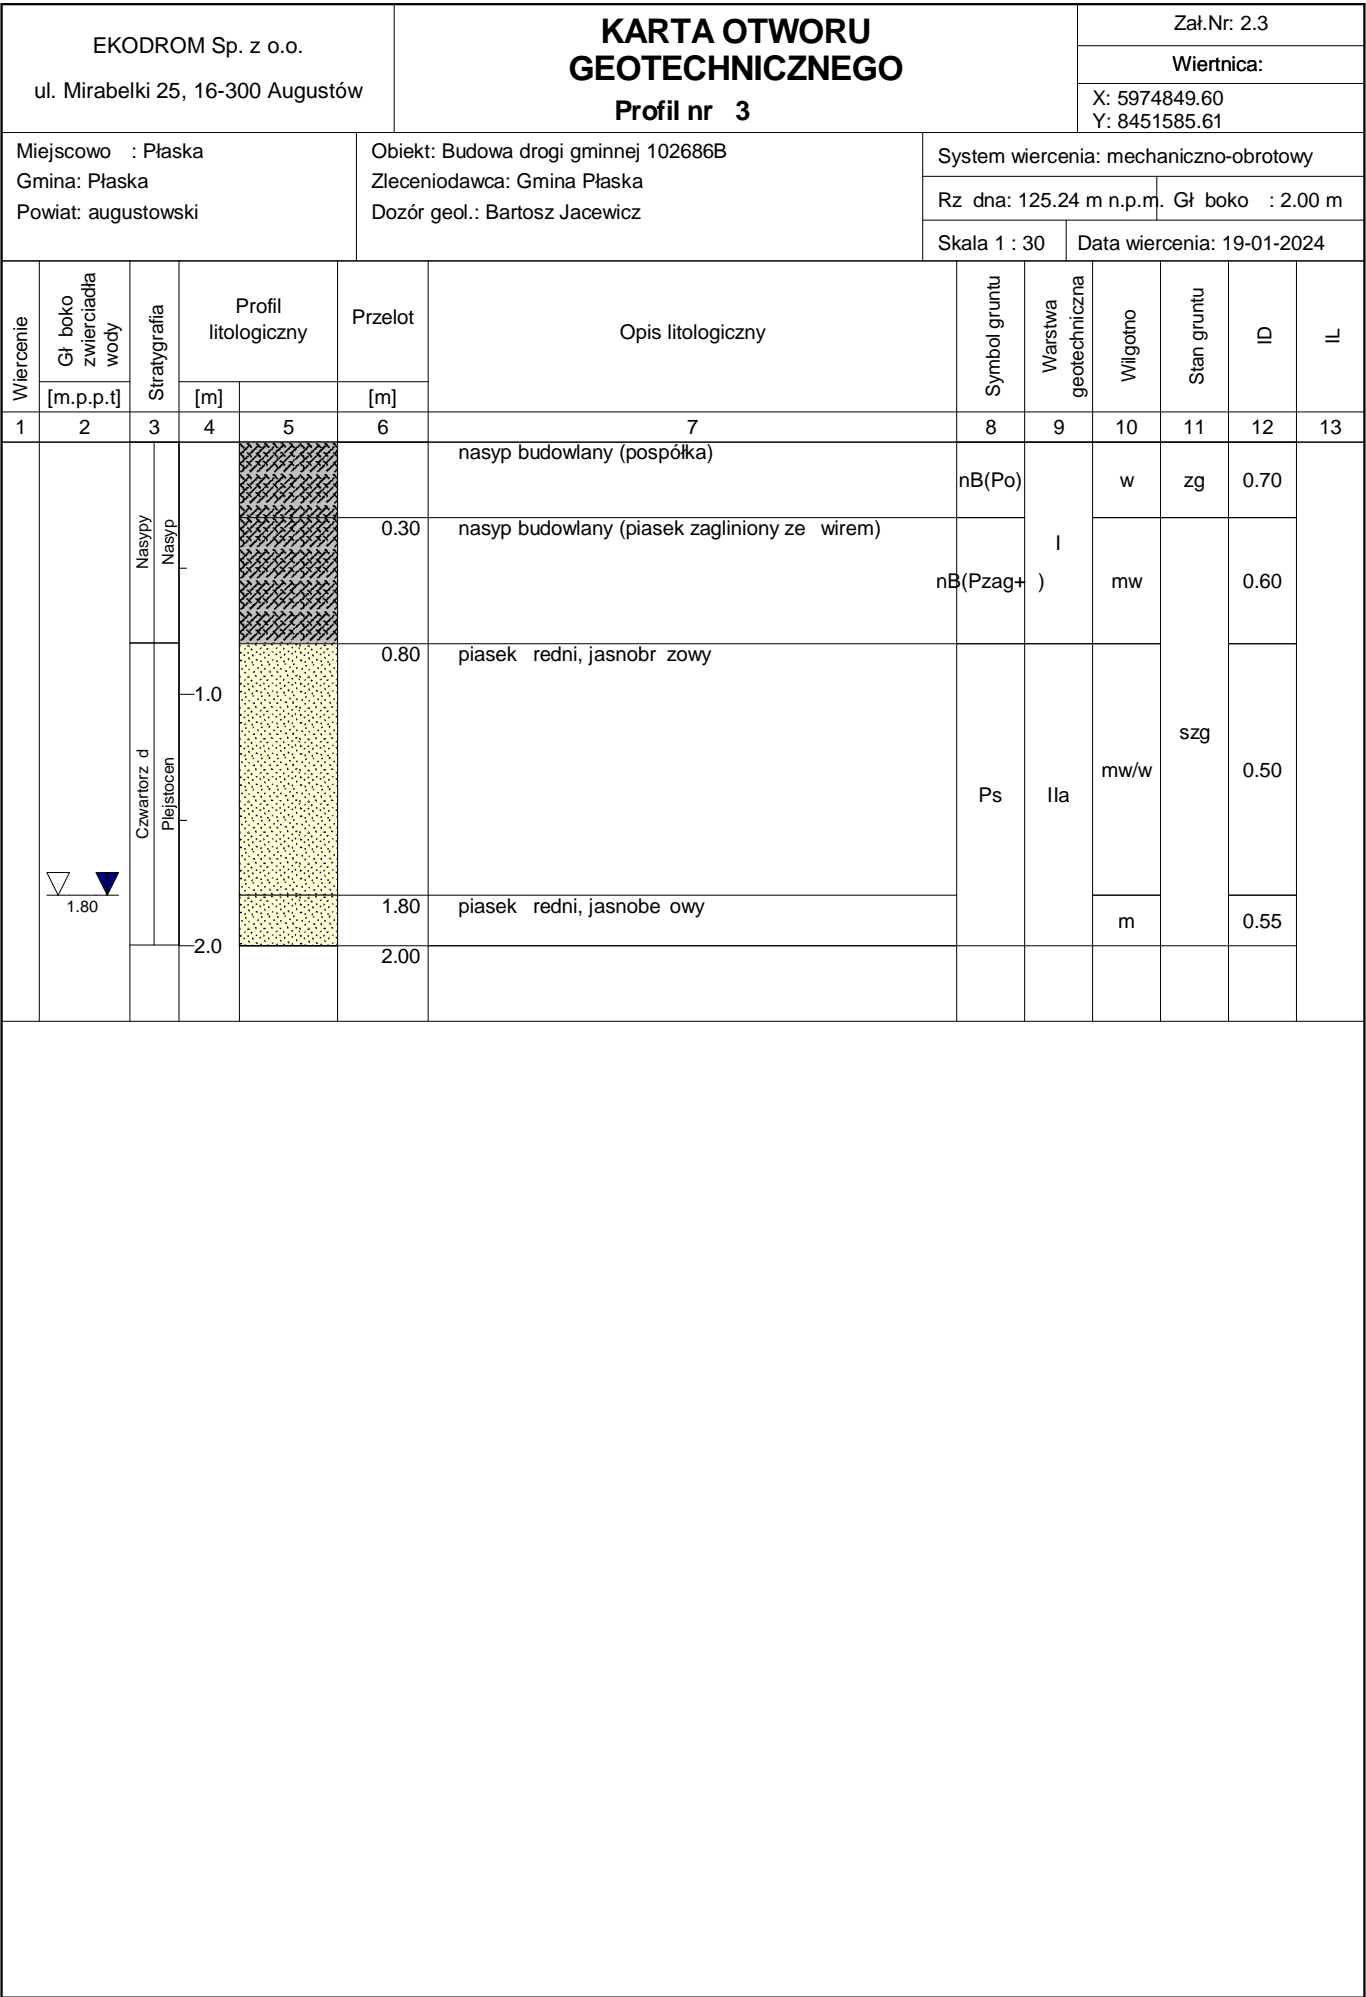 EKODROM Sp. z o.o.
ul. Mirabelki 25, 16-300 Augustów
KARTA OTWORU
GEOTECHNICZNEGO
Profil nr 3
Zał.Nr: 2.3
Wiertnica:
X: 5974849.60
Y: 8451585.61
Miejscowo : Płaska
Gmina: Płaska
Powiat: augustowski
Obiekt: Budowa drogi gminnej 102686B
Zleceniodawca: Gmina Płaska
Dozór geol.: Bartosz Jacewicz
System wiercenia: mechaniczno-obrotowy
Rz dna: 125.24 m n.p.m. Gł boko : 2.00 m
Skala 1 : 30 Data wiercenia: 19-01-2024
Wiercenie
Gł boko
zwierciadła
wody
[m.p.p.t]
Stratygrafia
Profil
litologiczny
[m]
Przelot
[m]
Opis litologiczny
Symbol gruntu
Warstwa
geotechniczna
Wilgotno
Stan gruntu
ID
IL
1 2 3 4 5 6 7 8 9 10 11 12 13
nasyp budowlany (pospółka)
nB(Po) w zg 0.70
Nasypy
Nasyp
0.30 nasyp budowlany (piasek zagliniony ze wirem)
I
nB(Pzag+ ) mw 0.60
0.80 piasek redni, jasnobr zowy
1.0
szg
Czwartorz d
Plejstocen
mw/w 0.50
Ps IIa
1.80
1.80 piasek redni, jasnobe owy
m 0.55
2.0
2.00